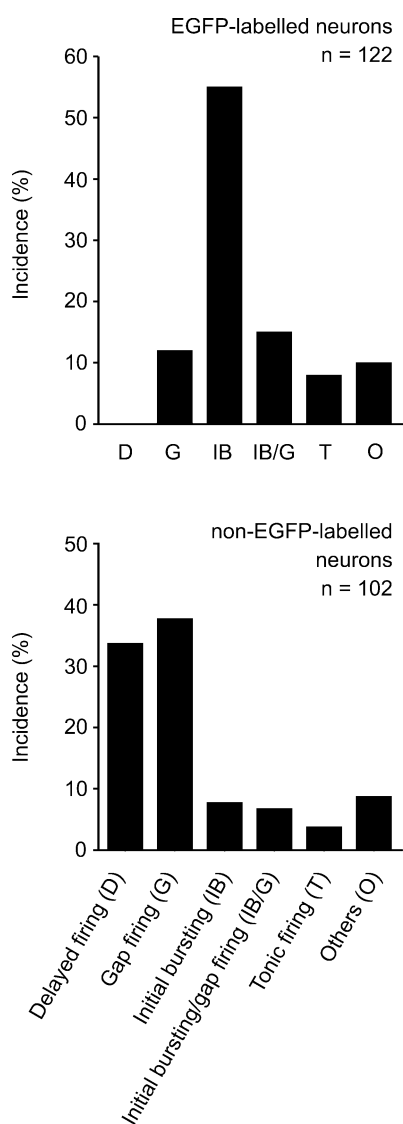 EGFP-labelled neurons
n = 122
Incidence (%)
60
50
40
30
20
10
0
D G IB IB/G T O
non-EGFP-labelled
neurons
n = 102
Incidence (%)
50
40
30
20
10
0
Delayed firing (D)
Gap firing (G)
Initial bursting (IB)
Initial bursting/gap firing (IB/G)
Tonic firing (T)
Others (O)